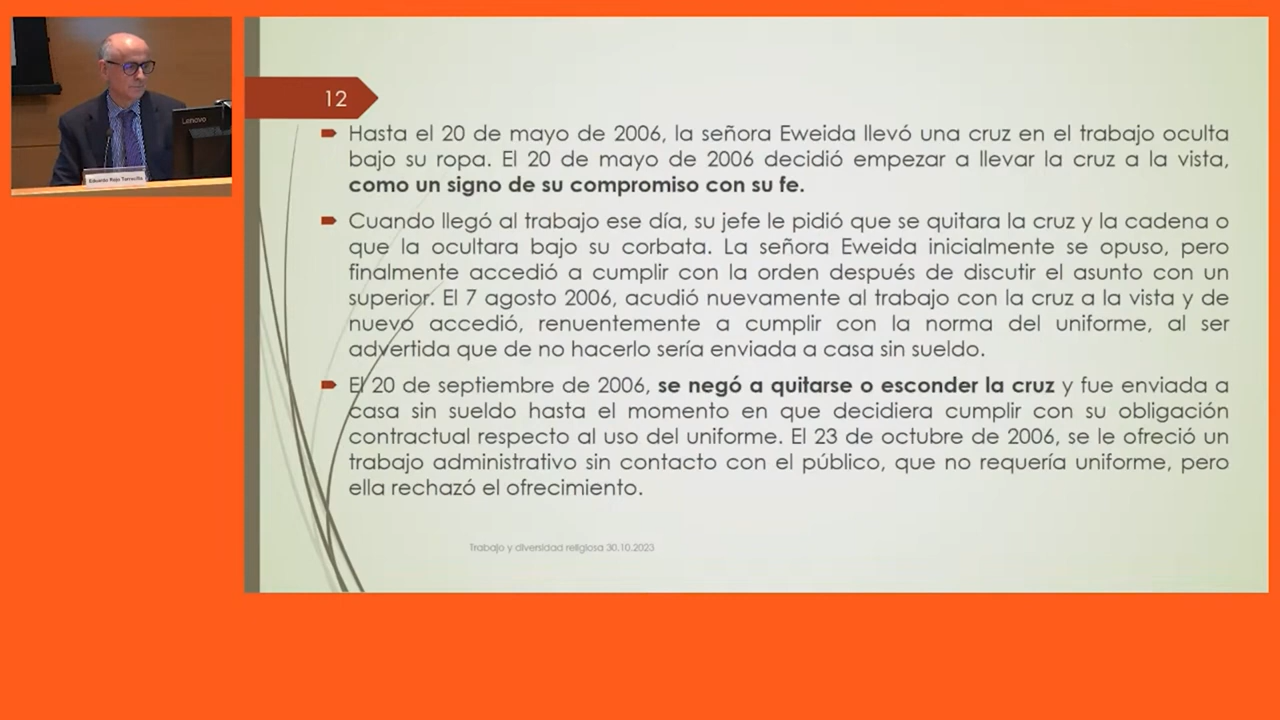 Lenovo
Eduardo Rojo Torrecilla
12
Hasta el 20 de mayo de 2006, la señora Eweida llevó una cruz en el trabajo oculta
bajo su ropa. El 20 de mayo de 2006 decidió empezar a llevar la cruz a la vista,
como un signo de su compromiso con su fe.
Cuando llegó al trabajo ese día, su jefe le pidió que se quitara la cruz y la cadena o
que la ocultara bajo su corbata. La señora Eweida inicialmente se opuso, pero
finalmente accedió a cumplir con la orden después de discutir el asunto con un
superior. El 7 agosto 2006, acudió nuevamente al trabajo con la cruz a la vista y de
nuevo accedió, renuentemente a cumplir con la norma del uniforme, al ser
advertida que de no hacerlo sería enviada a casa sin sueldo.
El 20 de septiembre de 2006, se negó a quitarse o esconder la cruz y fue enviada a
casa sin sueldo hasta el momento en que decidiera cumplir con su obligación
contractual respecto al uso del uniforme. El 23 de octubre de 2006, se le ofreció un
trabajo administrativo sin contacto con el público, que no requería uniforme, pero
ella rechazó el ofrecimiento.
Trabajo y diversidad religiosa 30.10.2023